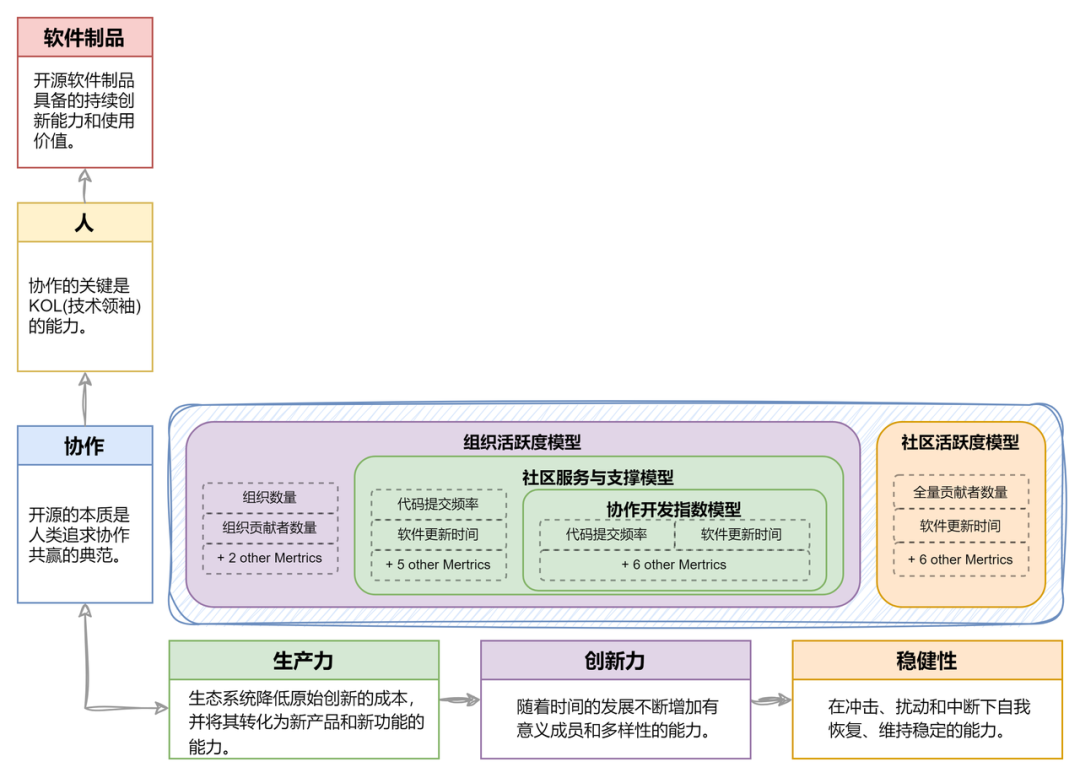 软件制品
开源软件制品
具备的持续创
新能力和使用
价值。
人
协作的关键是
KOL(技术领袖)
的能力。
协作
开源的本质是
人类追求协作
共赢的典范。
组织活跃度模型
组织数量
组织贡献者数量
+ 2 other Mertrics
社区服务与支撑模型
代码提交频率
软件更新时间
+ 5 other Mertrics
协作开发指数模型
代码提交频率
软件更新时间
+ 6 other Mertrics
社区活跃度模型
全量贡献者数量
软件更新时间
+ 6 other Mertrics
生产力
生态系统降低原始创新的成本，
并将其转化为新产品和新功能的
能力。
创新力
随着时间的发展不断增加有
意义成员和多样性的能力。
稳健性
在冲击、扰动和中断下自我
恢复、维持稳定的能力。